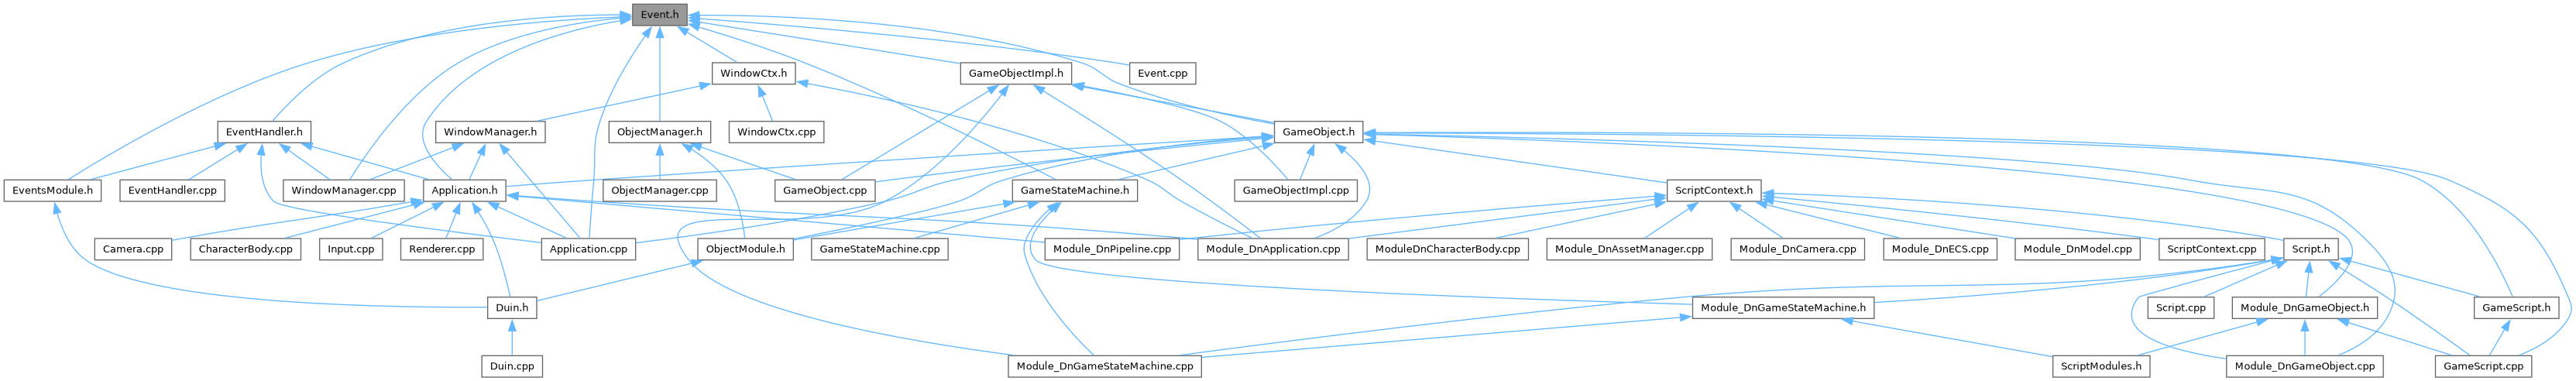 Event.h
WindowCtx.h
GameObjectImpl.h
Event.cpp
EventHandler.h
WindowManager.h
ObjectManager.h
WindowCtx.cpp
GameObject.h
EventsModule.h
EventHandler.cpp
WindowManager.cpp
Application.h
ObjectManager.cpp
GameObject.cpp
GameStateMachine.h
GameObjectImpl.cpp
ScriptContext.h
Camera.cpp
CharacterBody.cpp
Input.cpp
Renderer.cpp
Application.cpp
ObjectModule.h
GameStateMachine.cpp
Module_DnPipeline.cpp
Module_DnApplication.cpp
ModuleDnCharacterBody.cpp
Module_DnAssetManager.cpp
Module_DnCamera.cpp
Module_DnECS.cpp
Module_DnModel.cpp
ScriptContext.cpp
Script.h
Duin.h
Module_DnGameStateMachine.h
Script.cpp
Module_DnGameObject.h
GameScript.h
Duin.cpp
Module_DnGameStateMachine.cpp
ScriptModules.h
Module_DnGameObject.cpp
GameScript.cpp